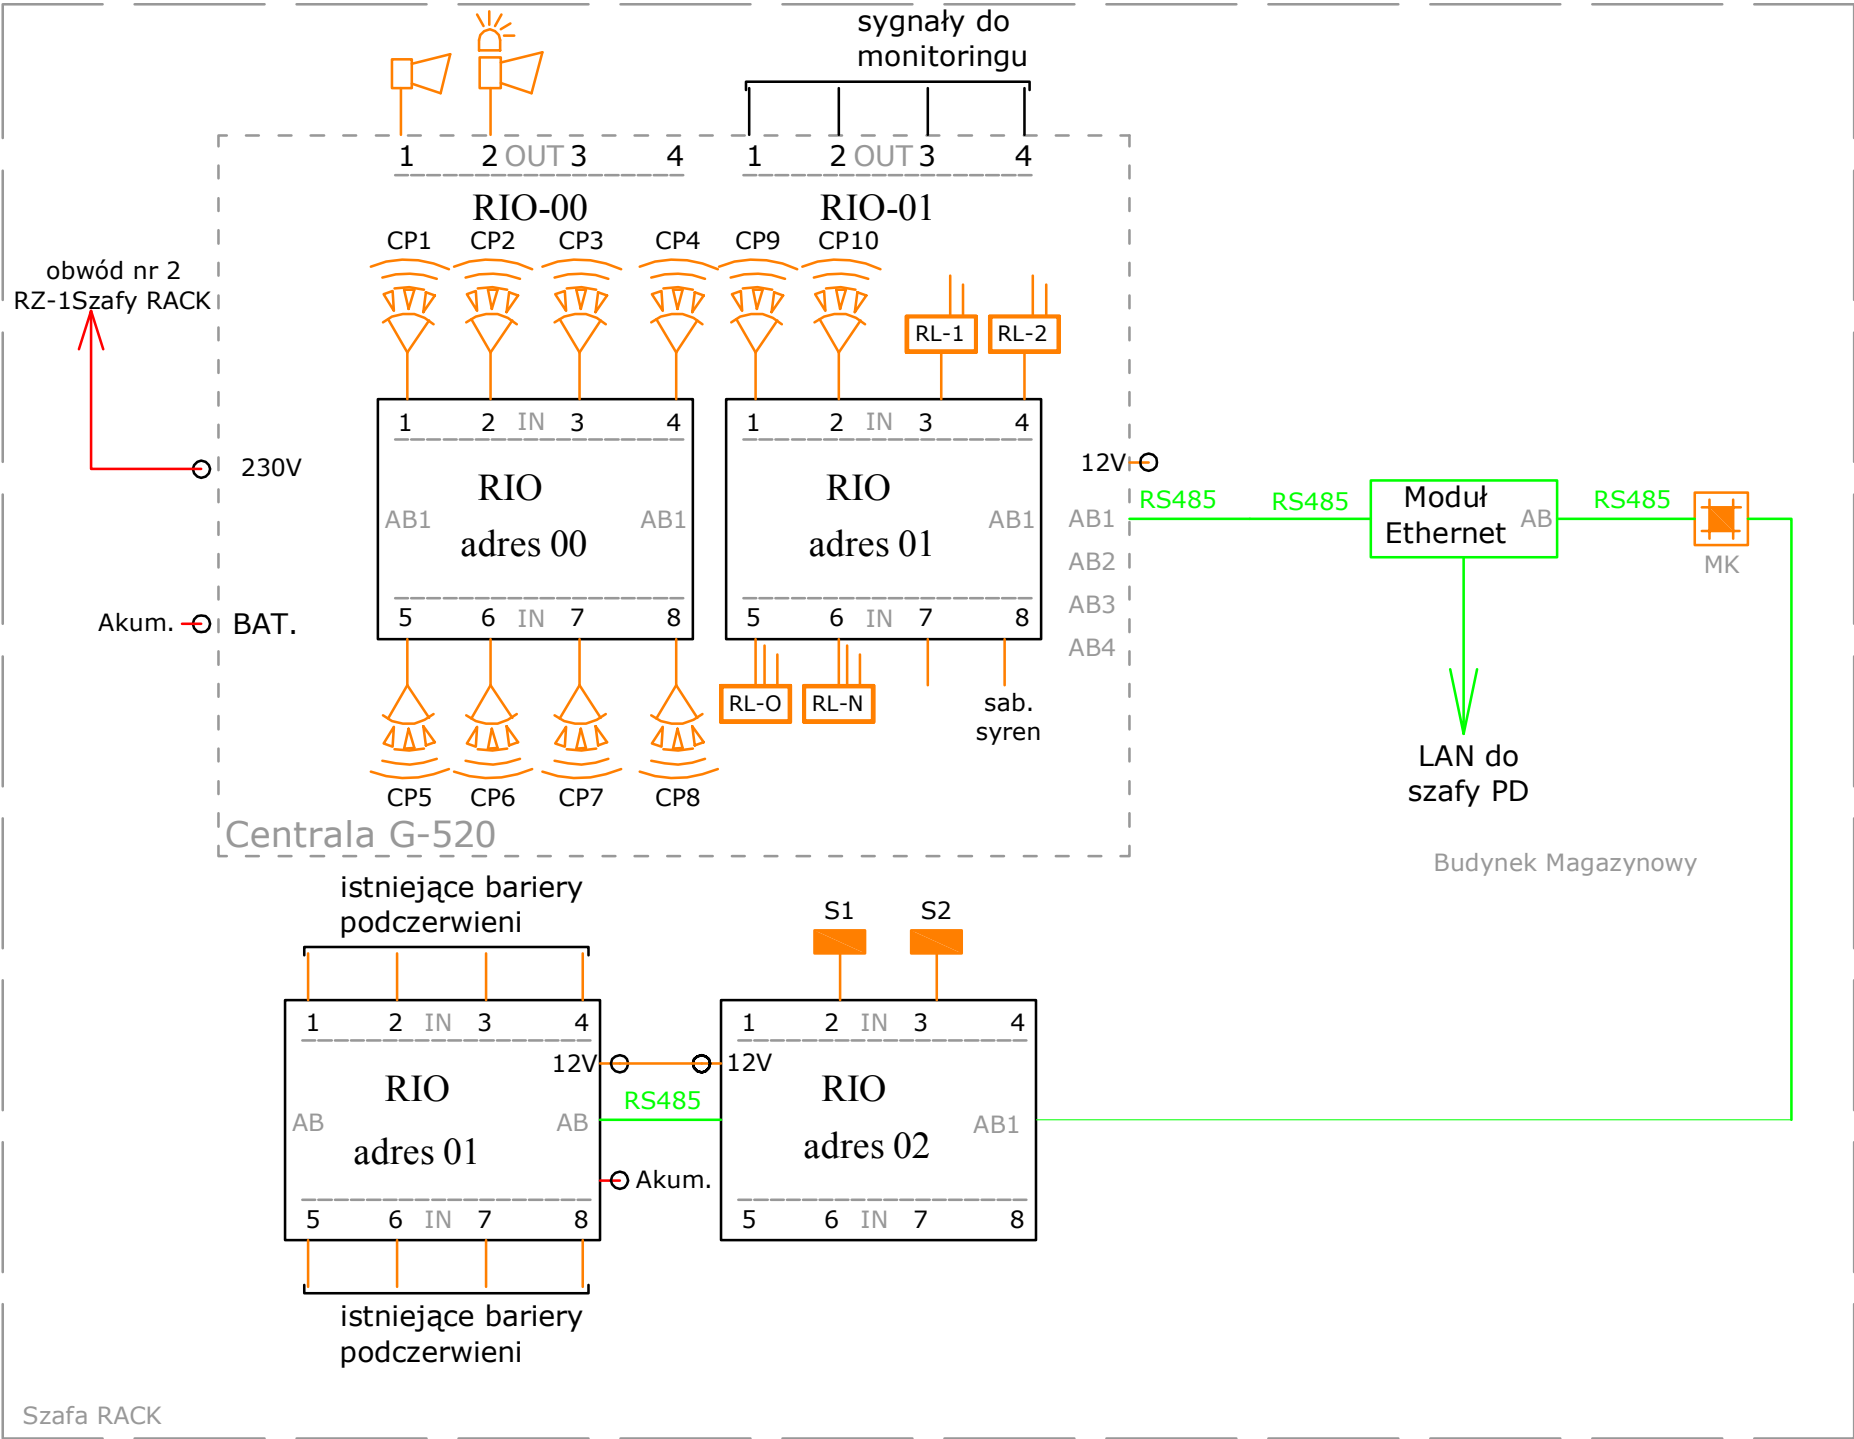 sygnały do
monitoringu
1 2 OUT 3 4
1 2 OUT 3 4
RIO-00
RIO-01
CP1 CP2 CP3 CP4 CP9 CP10
obwód nr 2
RZ-1Szafy RACK
RL-1 RL-2
1 2 IN 3 4
1 2 IN 3 4
230V
RIO
adres 00
AB1 AB1
RIO
adres 01
AB1
12V
AB1
AB2
AB3
AB4
RS485 RS485
Moduł
Ethernet
AB
RS485
MK
Akum. BAT.
5 6 IN 7 8
5 6 IN 7 8
RL-O RL-N
sab.
syren
LAN do
szafy PD
CP5 CP6 CP7 CP8
Centrala G-520
Budynek Magazynowy
istniejące bariery
podczerwieni
S1 S2
1 2 IN 3 4
1 2 IN 3 4
12V 12V
RIO
adres 01
AB AB
RS485
RIO
adres 02
AB1
Akum.
5 6 IN 7 8
5 6 IN 7 8
istniejące bariery
podczerwieni
Szafa RACK